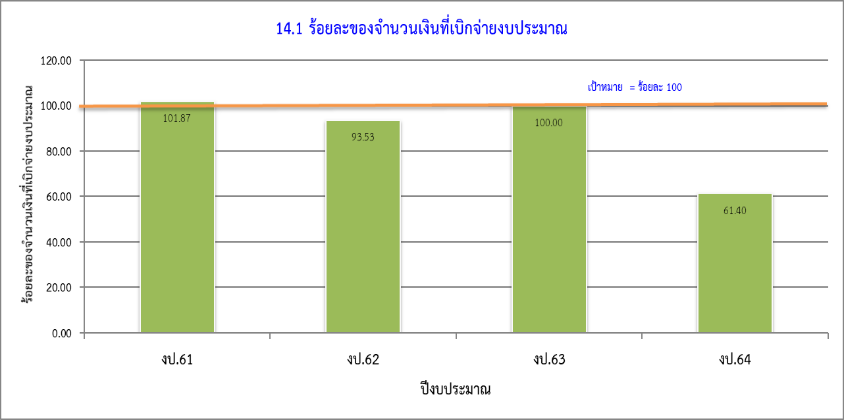 14.1 ร้อยละของจำนวนเงินที่เบิกจ่ายงบประมาณ
ร้อยละของจำนวนเงินที่เบิกจ่ายงบประมาณ
120.00
100.00
80.00
60.00
40.00
20.00
0.00
เป้าหมาย = ร้อยละ 100
101.87
93.53
100.00
61.40
งป.61
งป.62
งป.63
งป.64
ปีงบประมาณ